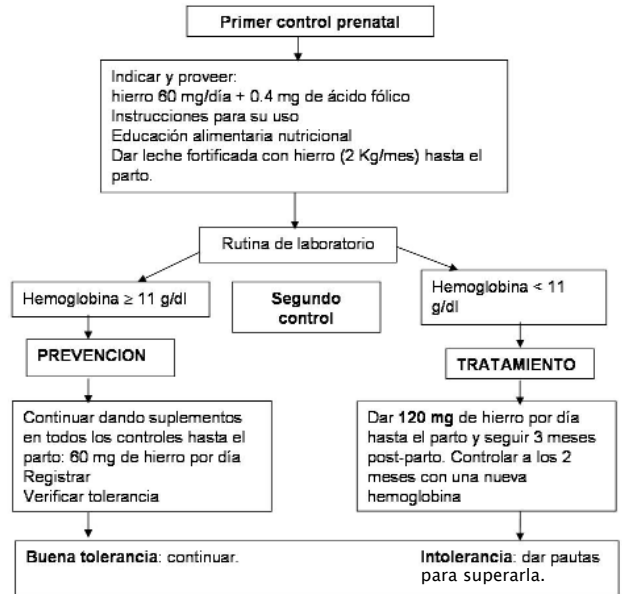 Primer control prenatal
Indicar y proveer:
hierro 60 mg/día + 0.4 mg de ácido fólico
Instrucciones para su uso
Educación alimentaria nutricional
Dar leche fortificada con hierro (2 Kg/mes) hasta el
parto.
Rutina de laboratorio
Hemoglobina ≥ 11 g/dl
Segundo
control
Hemoglobina < 11
g/dl
PREVENCION
TRATAMIENTO
Continuar dando suplementos
en todos los controles hasta el
parto: 60 mg de hierro por día
Registrar
Verificar tolerancia
Dar 120 mg de hierro por día
hasta el parto y seguir 3 meses
post-parto. Controlar a los 2
meses con una nueva
hemoglobina
Buena tolerancia: continuar.
Intolerancia: dar pautas
para superarla.